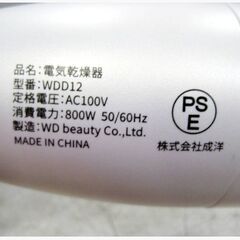 品名:電気乾燥器
型番:WDD12
定格電圧:AC100V
消費電力:800W 50/60Hz
製造:WD beauty Co.,Ltd.
MADE IN CHINA
PS
E
株式会社成洋